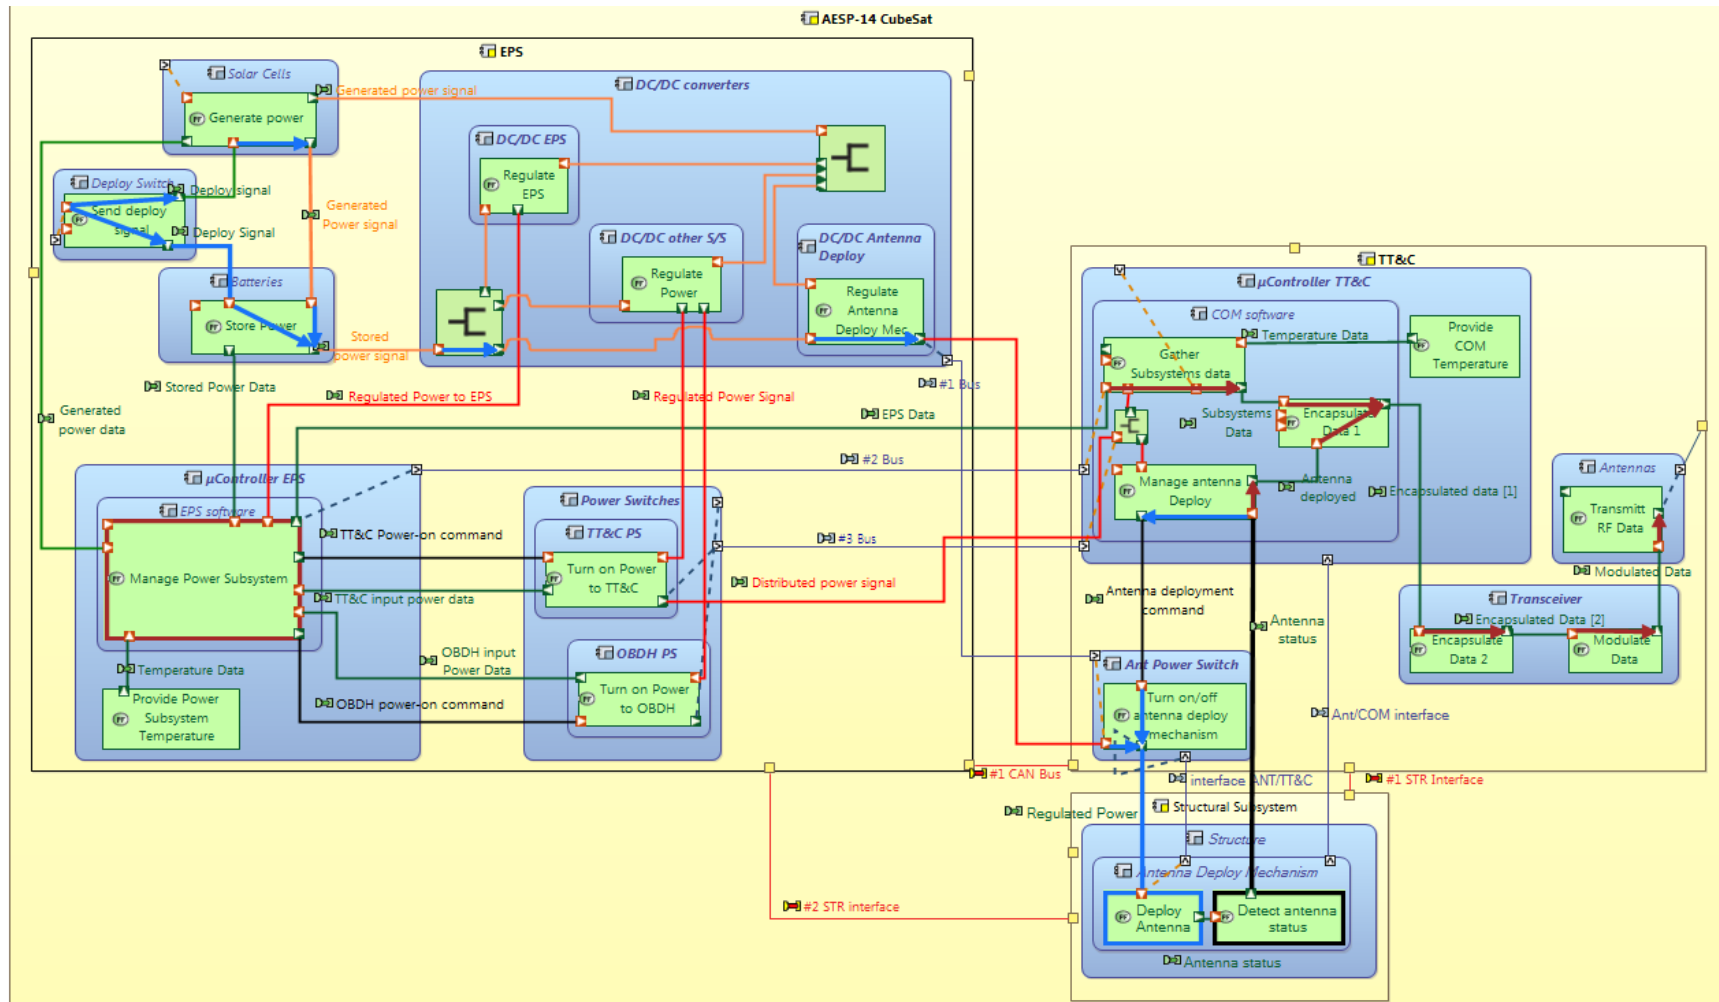 AESP-14 CubeSat
EPS
Solar Cells
Generate power
Generated power signal
DC/DC converters
Deploy Switch
Deploy signal
Send deploy
signal
Deploy Signal
Generated
Power signal
DC/DC EPS
Regulate
EPS
DC/DC other S/S
Regulate
Power
DC/DC Antenna
Deploy
Regulate
Antenna
Deploy Mec
Batteries
Store Power
Stored
power signal
Stored Power Data
Generated
power data
Regulated Power to EPS
Regulated Power Signal
EPS Data
#1 Bus
#2 Bus
#3 Bus
µController EPS
EPS software
Manage Power Subsystem
Temperature Data
Provide Power
Subsystem
Temperature
TT&C Power-on command
TT&C input power data
OBDH input
Power Data
OBDH power-on command
Power Switches
TT&C PS
Turn on Power
to TT&C
OBDH PS
Turn on Power
to OBDH
Distributed power signal
TT&C
µController TT&C
COM software
Temperature Data
Provide
COM
Temperature
Gather
Subsystems data
Subsystems
Data
Encapsulate
Data 1
Manage antenna
Deploy
Antenna
deployed
Encapsulated data [1]
Antennas
Transmitt
RF Data
Modulated Data
Transceiver
Encapsulated Data [2]
Encapsulate
Data 2
Modulate
Data
Antenna deployment
command
Antenna
status
Ant Power Switch
Turn on/off
antenna deploy
mechanism
Ant/COM interface
#1 CAN Bus
interface ANT/TT&C
#1 STR Interface
Regulated Power
Structural Subsystem
Structure
Antenna Deploy Mechanism
Deploy
Antenna
Detect antenna
status
Antenna status
#2 STR interface